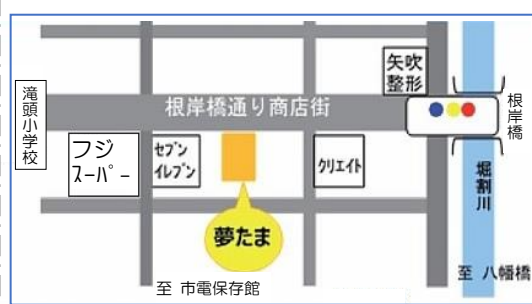 矢吹
整形
根岸橋通り商店街
滝頭小学校
根岸橋
フジ
スーパー
セブン
イレブン
クリエイト
堀割川
夢たま
至 八幡橋
至 市電保存館